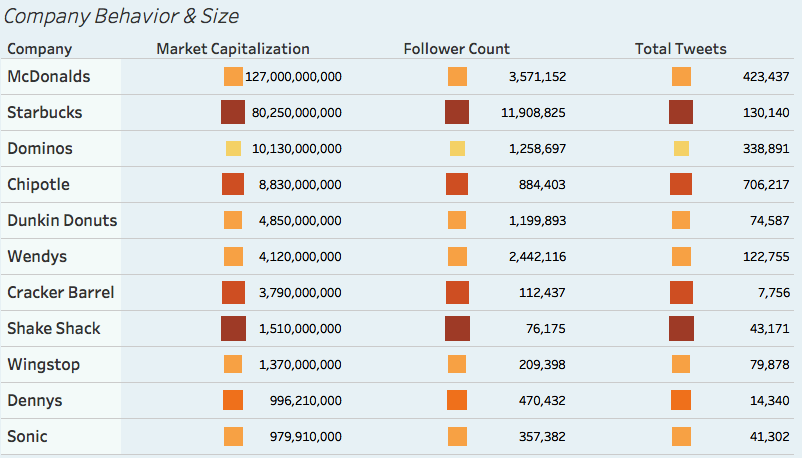 Company Behavior & Size
Company Market Capitalization Follower Count Total Tweets
McDonalds 127,000,000,000 3,571,152 423,437
Starbucks 80,250,000,000 11,908,825 130,140
Dominos 10,130,000,000 1,258,697 338,891
Chipotle 8,830,000,000 884,403 706,217
Dunkin Donuts 4,850,000,000 1,199,893 74,587
Wendys 4,120,000,000 2,442,116 122,755
Cracker Barrel 3,790,000,000 112,437 7,756
Shake Shack 1,510,000,000 76,175 43,171
Wingstop 1,370,000,000 209,398 79,878
Dennys 996,210,000 470,432 14,340
Sonic 979,910,000 357,382 41,302